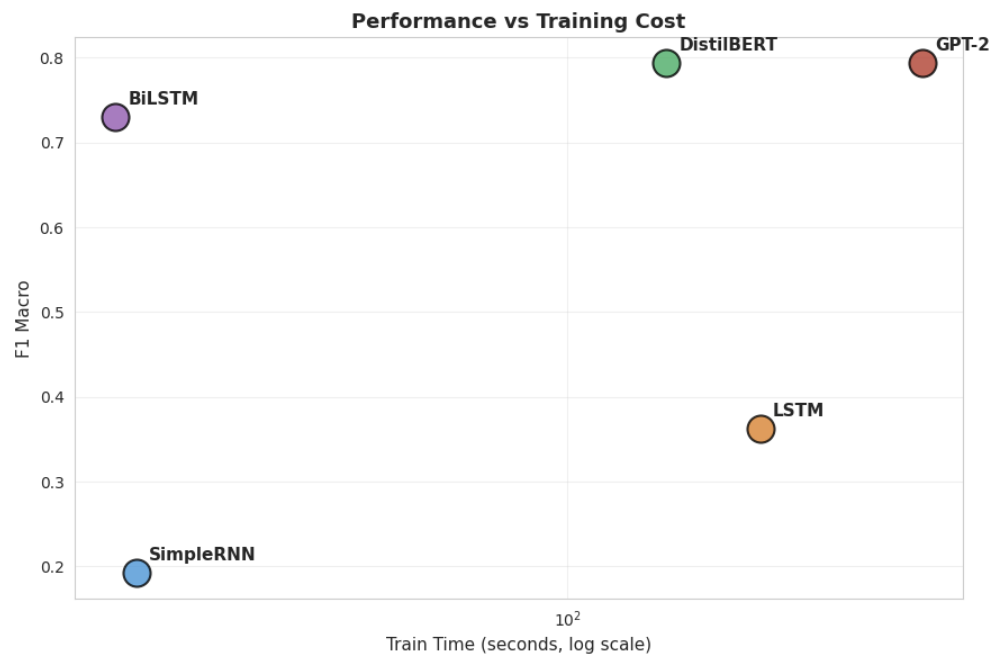 Performance vs Training Cost
DistilBERT
GPT-2
BiLSTM
LSTM
SimpleRNN
F1 Macro
0.8
0.7
0.6
0.5
0.4
0.3
0.2
10²
Train Time (seconds, log scale)